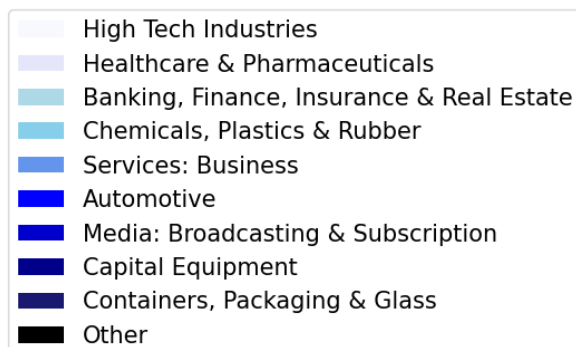 High Tech Industries
Healthcare & Pharmaceuticals
Banking, Finance, Insurance & Real Estate
Chemicals, Plastics & Rubber
Services: Business
Automotive
Media: Broadcasting & Subscription
Capital Equipment
Containers, Packaging & Glass
Other